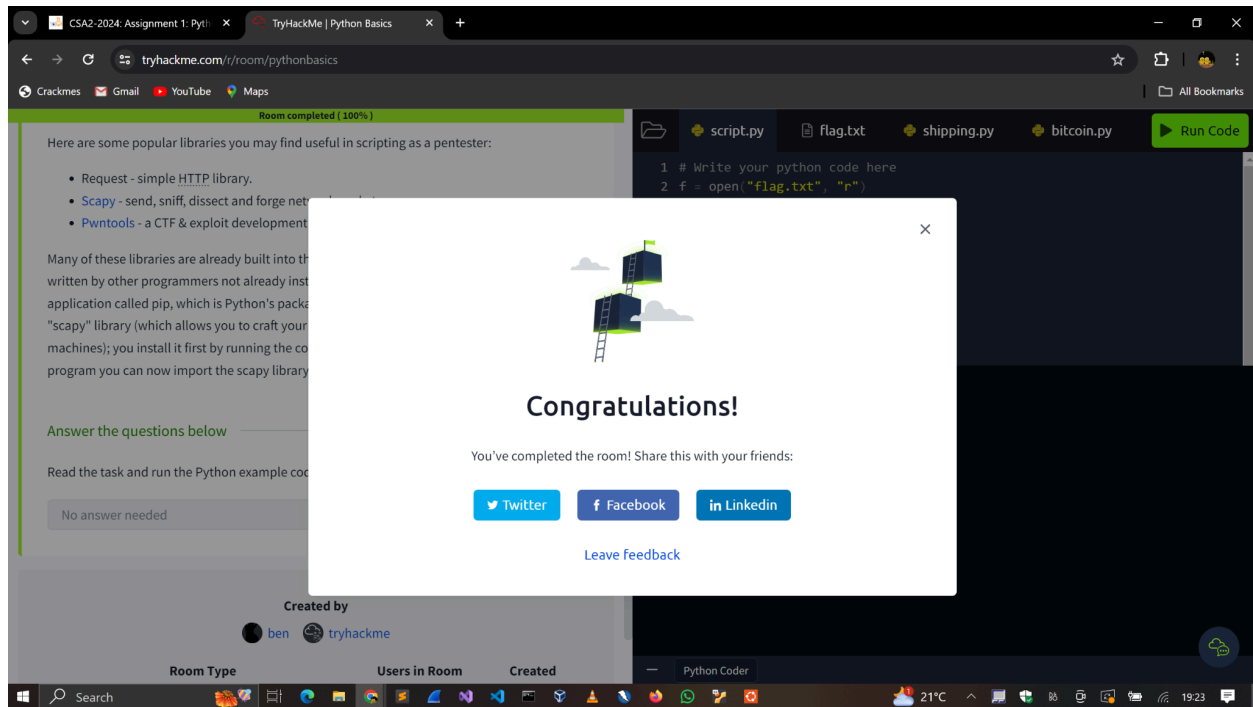 CSA2-2024: Assignment 1: Pyth
TryHackMe | Python Basics
tryhackme.com/r/room/pythonbasics
Crackmes Gmail YouTube Maps All Bookmarks
Room completed ( 100% )
Here are some popular libraries you may find useful in scripting as a pentester:
Request - simple HTTP library.
Scapy - send, sniff, dissect and forge
Pwntools - a CTF & exploit development
Many of these libraries are already built into
written by other programmers not already
application called pip, which is Python's
"scapy" library (which allows you to craft your
machines); you install it first by running the
program you can now import the scapy library
Answer the questions below
Read the task and run the Python example
No answer needed
Created by
ben tryhackme
Room Type Users in Room Created
script.py flag.txt shipping.py bitcoin.py Run Code
1 # Write your python code here
2 f = open("flag.txt", "r")
Congratulations!
You've completed the room! Share this with your friends:
Twitter Facebook in Linkedin
Leave feedback
Python Coder
Search 21°C 19:23